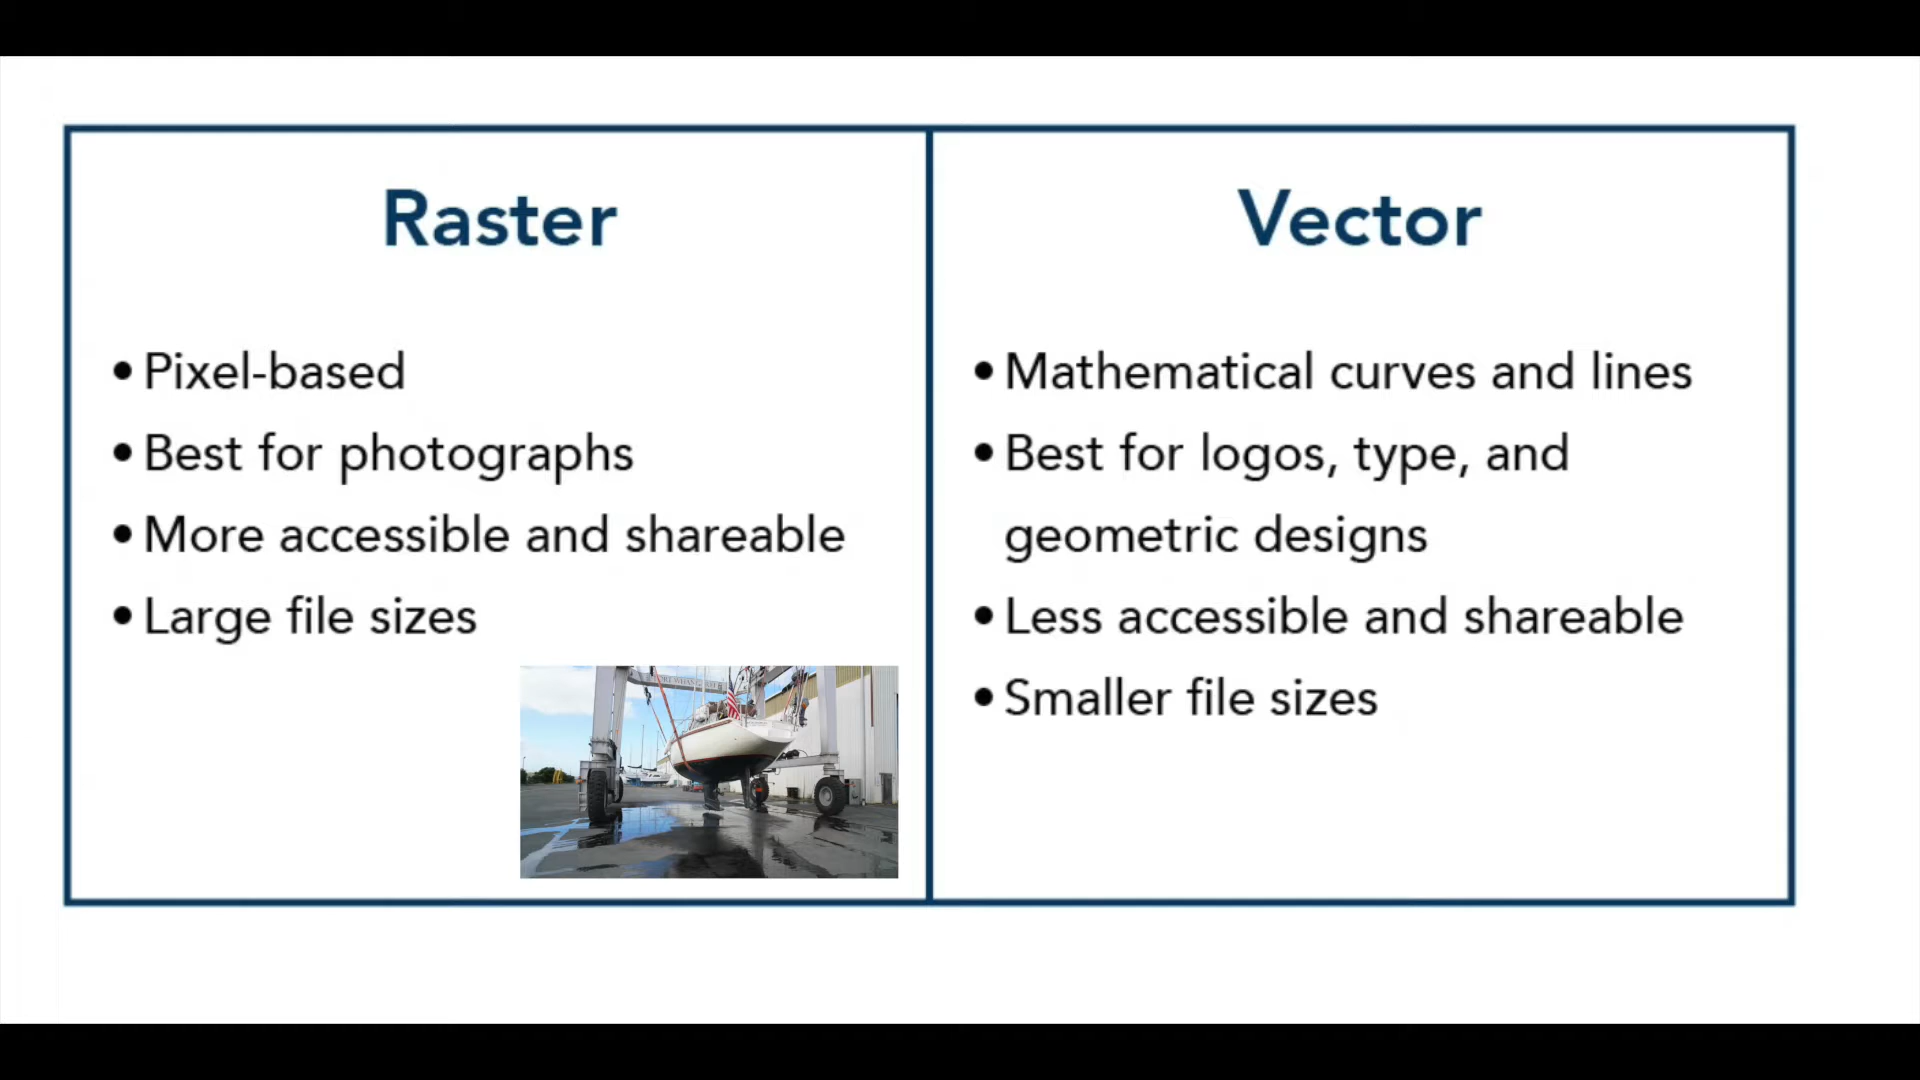 Raster
• Pixel-based
• Best for photographs
• More accessible and shareable
• Large file sizes
Vector
• Mathematical curves and lines
• Best for logos, type, and
geometric designs
• Less accessible and shareable
• Smaller file sizes